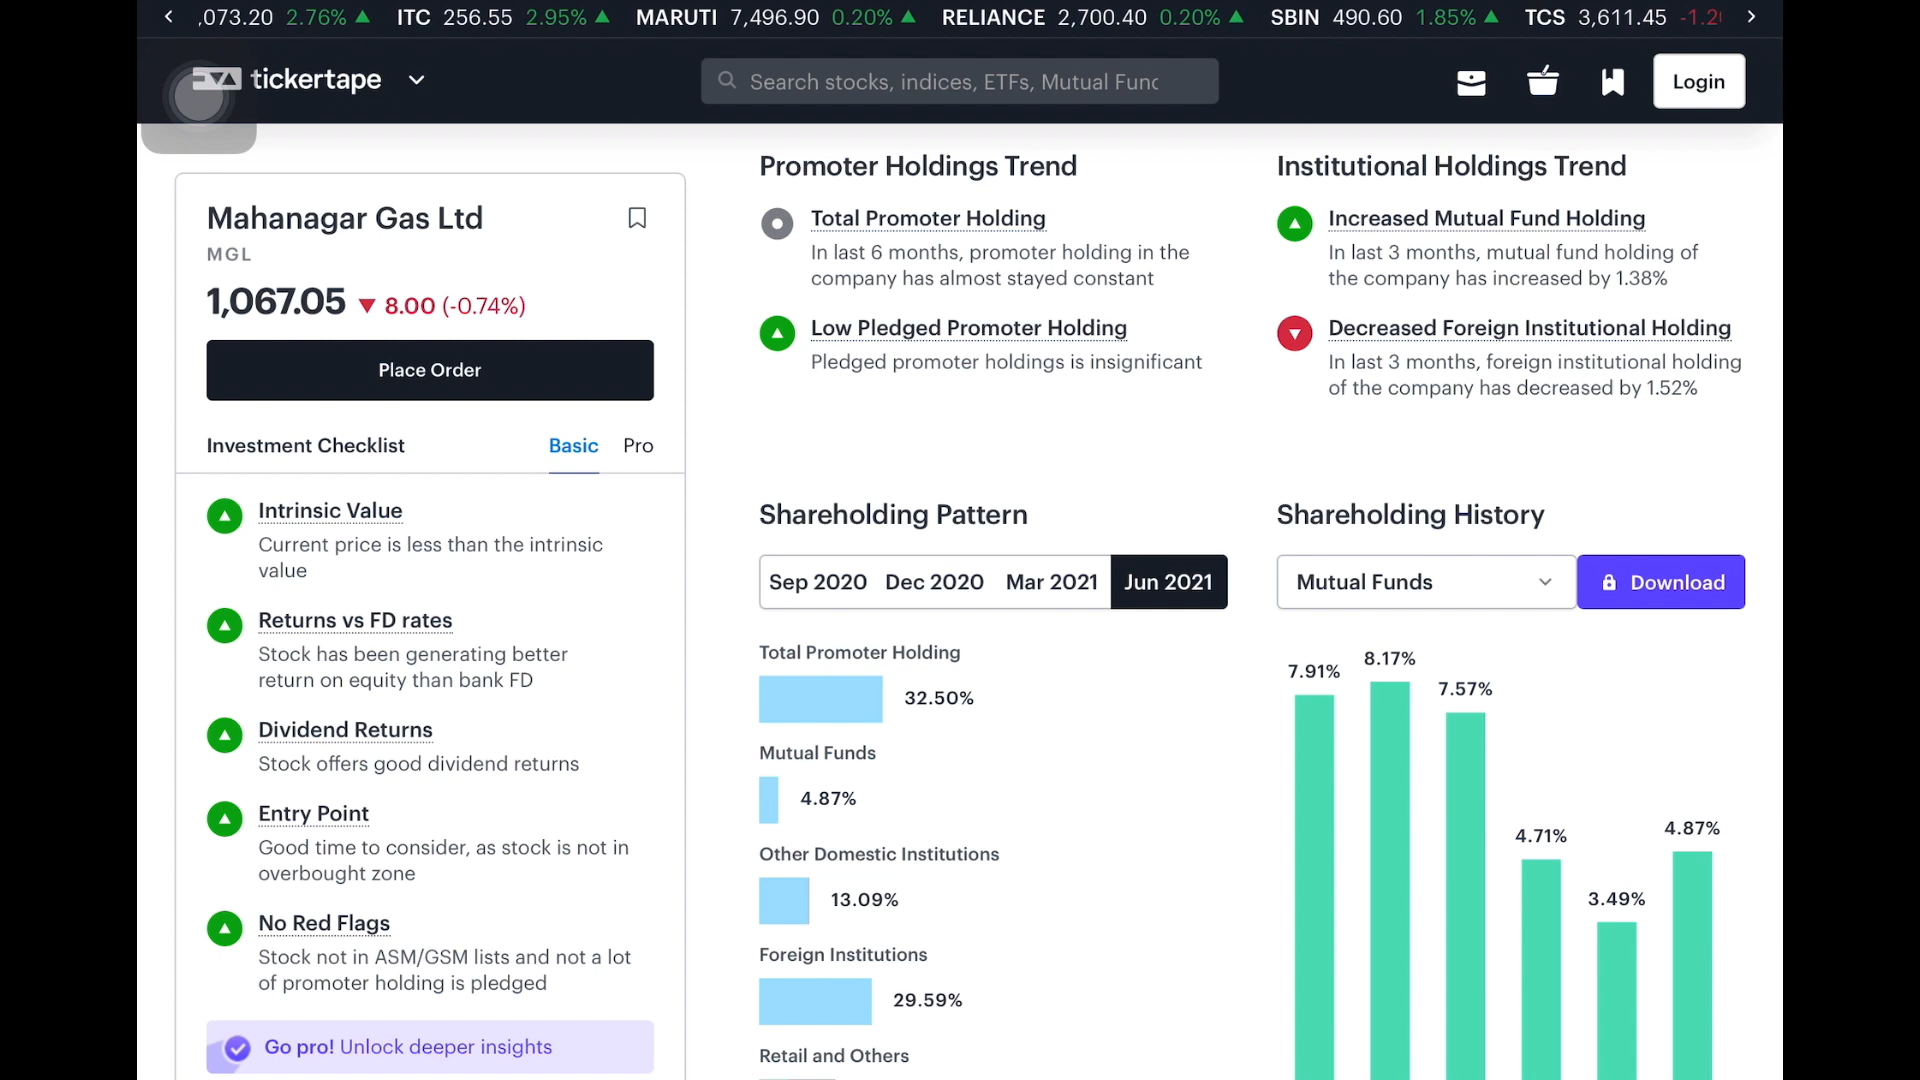 ,073.20 2.76% ITC 256.55 2.95% MARUTI 7,496.90 0.20% RELIANCE 2,700.40 0.20% SBIN 490.60 1.85% TCS 3,611.45
tickertape
Search stocks, indices, ETFs, Mutual Func
Login
Mahanagar Gas Ltd
MGL
1,067.05 8.00 (-0.74%)
Place Order
Investment Checklist Basic Pro
Intrinsic Value
Current price is less than the intrinsic
value
Returns vs FD rates
Stock has been generating better
return on equity than bank FD
Dividend Returns
Stock offers good dividend returns
Entry Point
Good time to consider, as stock is not in
overbought zone
No Red Flags
Stock not in ASM/GSM lists and not a lot
of promoter holding is pledged
Go pro! Unlock deeper insights
Promoter Holdings Trend
Total Promoter Holding
In last 6 months, promoter holding in the
company has almost stayed constant
Low Pledged Promoter Holding
Pledged promoter holdings is insignificant
Institutional Holdings Trend
Increased Mutual Fund Holding
In last 3 months, mutual fund holding of
the company has increased by 1.38%
Decreased Foreign Institutional Holding
In last 3 months, foreign institutional holding
of the company has decreased by 1.52%
Shareholding Pattern
Sep 2020 Dec 2020 Mar 2021 Jun 2021
Total Promoter Holding
32.50%
Mutual Funds
4.87%
Other Domestic Institutions
13.09%
Foreign Institutions
29.59%
Retail and Others
Shareholding History
Mutual Funds
Download
7.91% 8.17% 7.57% 4.71% 3.49% 4.87%